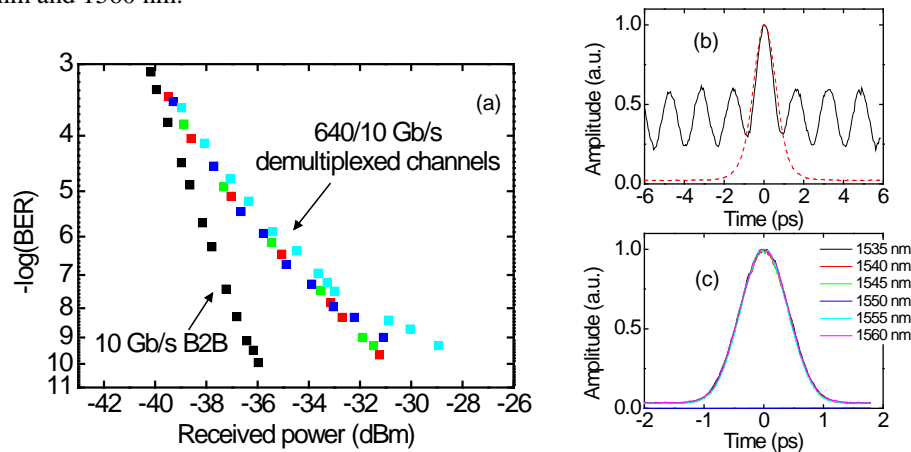 nm and 1560 nm.
(a)
-log(BER)
3
4
5
6
7
8
9
10
11
640/10 Gb/s
demultiplexed channels
10 Gb/s B2B
-42 -40 -38 -36 -34 -32 -30 -28 -26
Received power (dBm)
(b)
Amplitude (a.u.)
1.0
0.5
0.0
-6 -4 -2 0 2 4 6
Time (ps)
(c)
Amplitude (a.u.)
1.0
0.5
0.0
1535 nm
1540 nm
1545 nm
1550 nm
1555 nm
1560 nm
-2 -1 0 1 2
Time (ps)